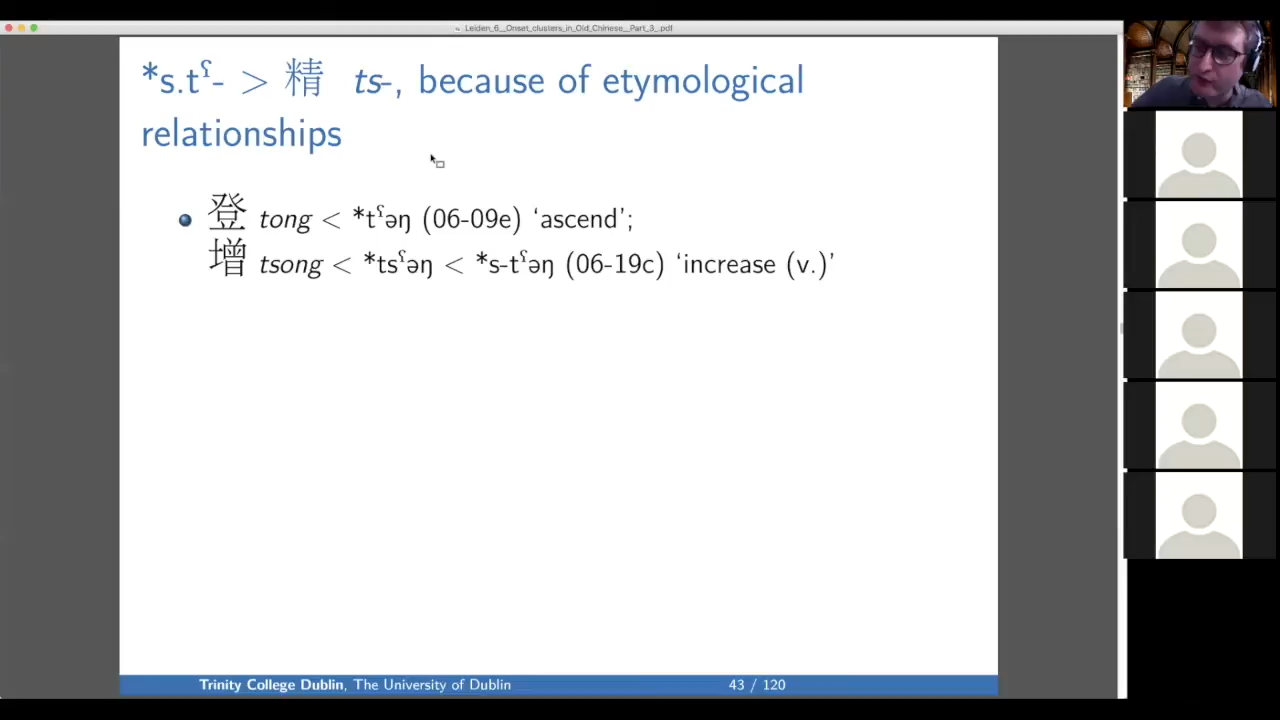 Leiden_6__Onset_clusters_in_Old_Chinese__Part_3_.pdf
*s.tˤ- > 精 ts-, because of etymological
relationships
登 tong < *tˤəŋ (06-09e) ‘ascend’;
增 tsong < *tsˤəŋ < *s-tˤəŋ (06-19c) ‘increase (v.)’
Trinity College Dublin, The University of Dublin 43 / 120